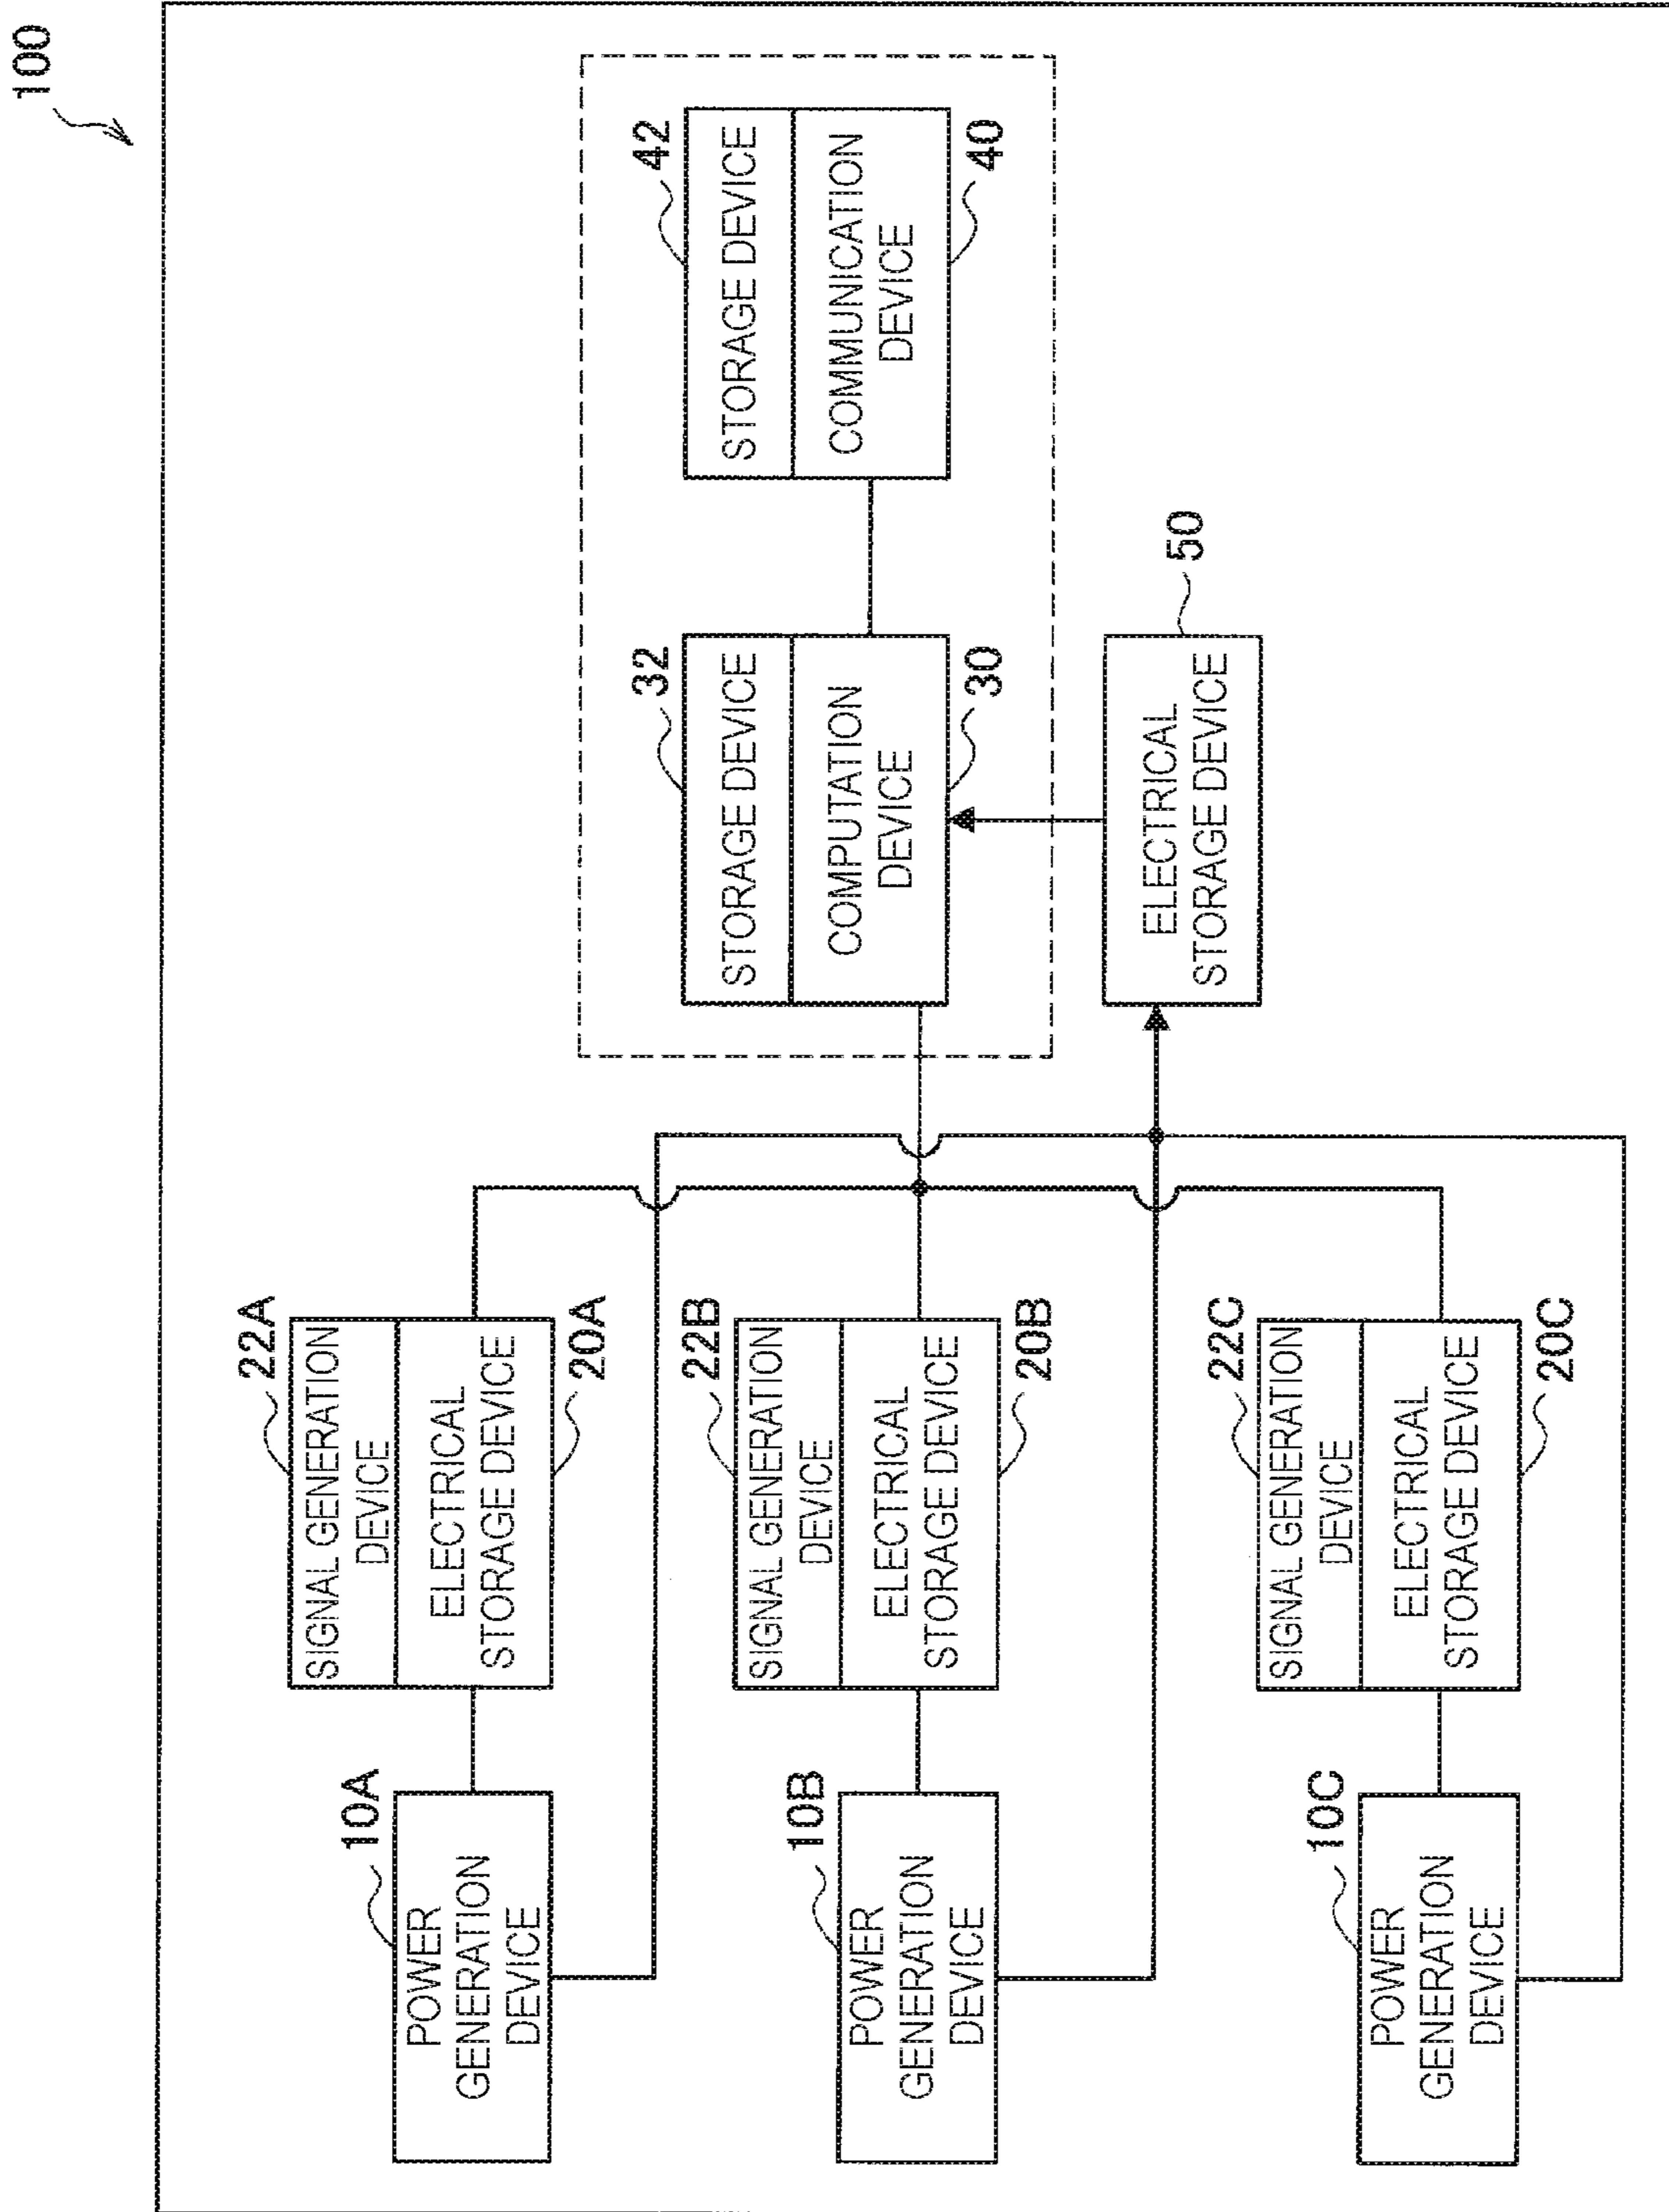 100
22A
SIGNAL GENERATION
DEVICE
10A
POWER
GENERATION
DEVICE
ELECTRICAL
STORAGE DEVICE
20A
22B
SIGNAL GENERATION
DEVICE
10B
POWER
GENERATION
DEVICE
ELECTRICAL
STORAGE DEVICE
20B
22C
SIGNAL GENERATION
DEVICE
10C
POWER
GENERATION
DEVICE
ELECTRICAL
STORAGE DEVICE
20C
32
STORAGE DEVICE
COMPUTATION
DEVICE
30
42
STORAGE DEVICE
COMMUNICATION
DEVICE
40
ELECTRICAL
STORAGE DEVICE
50